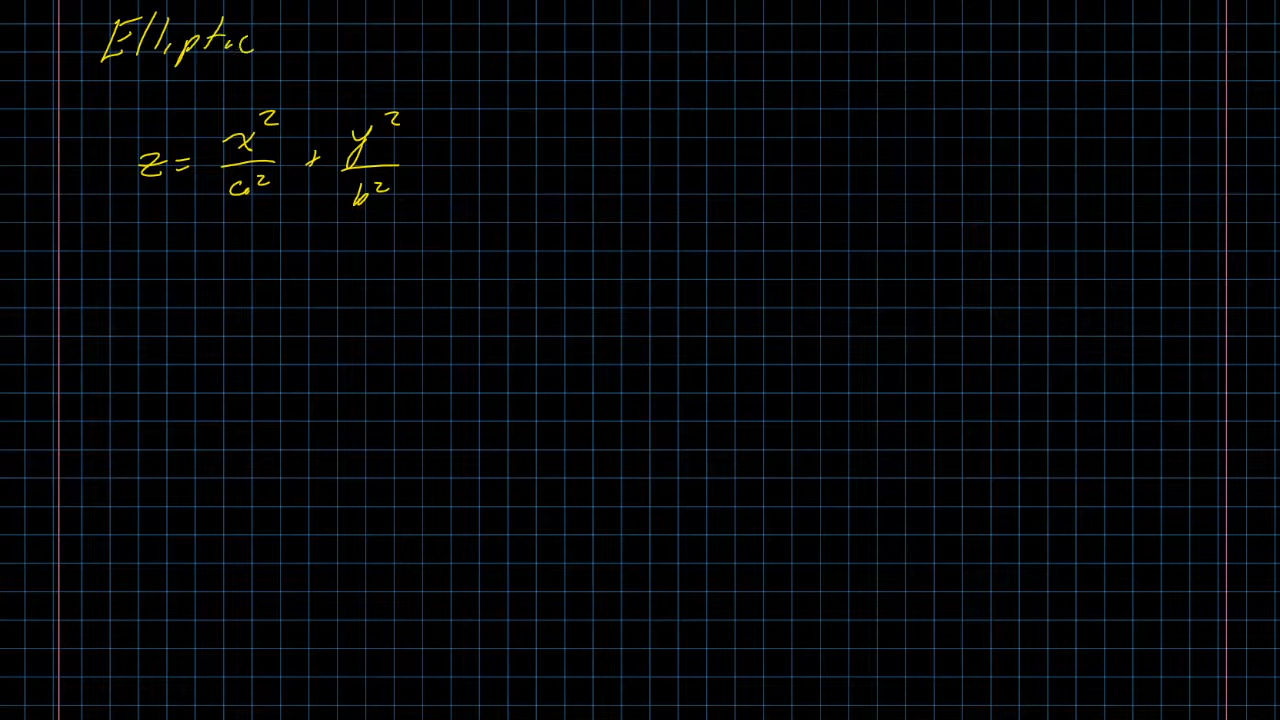 Elliptic
z = x²/a² + y²/b²